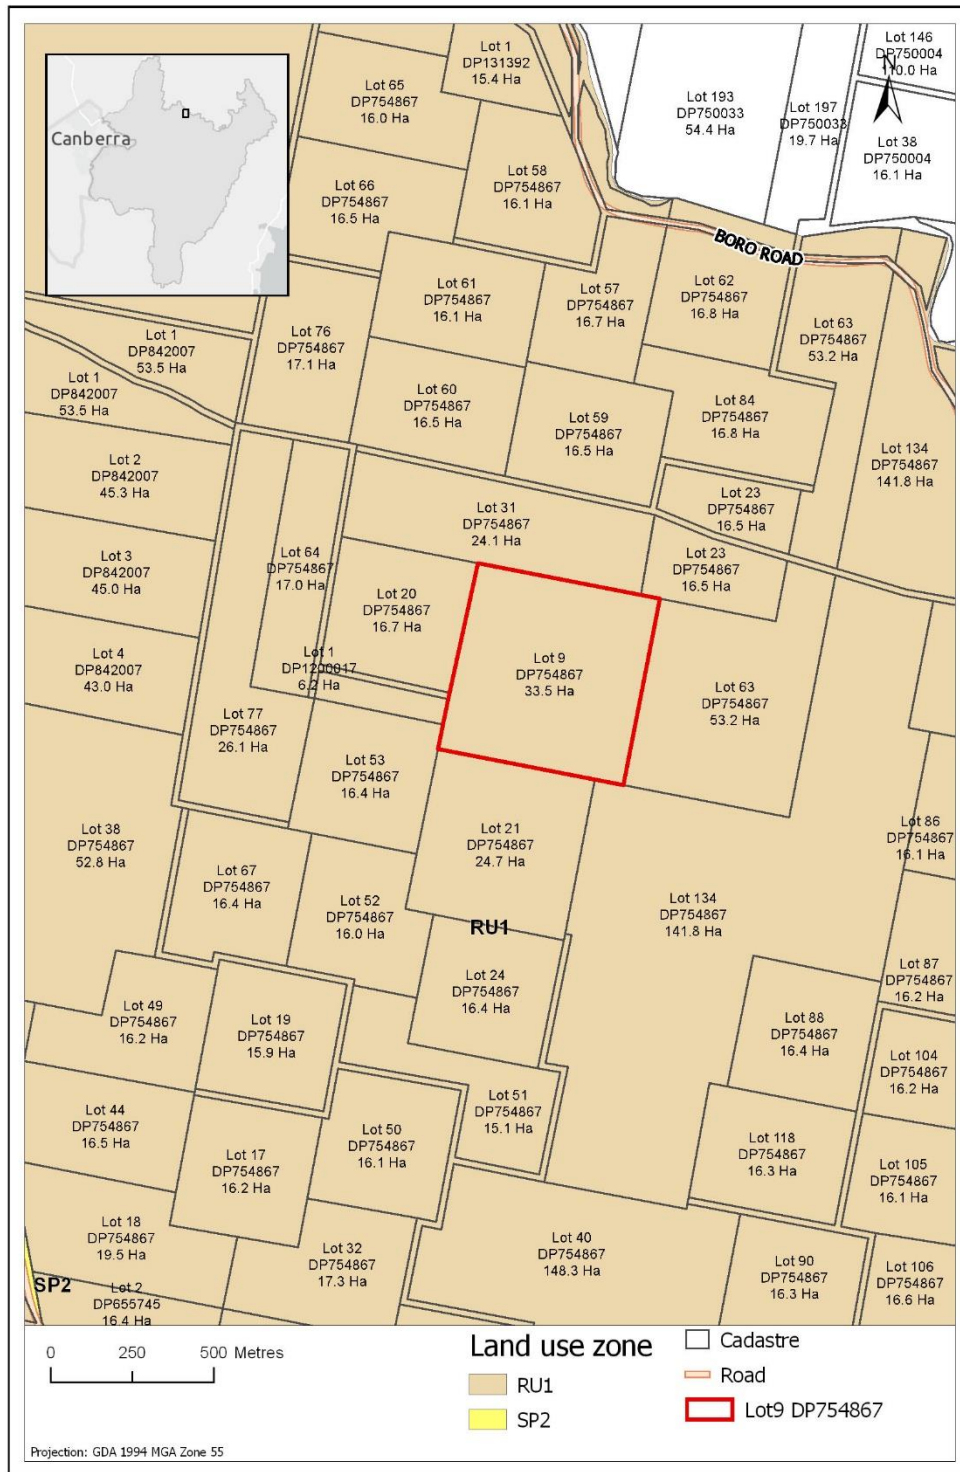 Canberra
Lot 1
DP131392
15.4 Ha
Lot 146
DP750004
110.0 Ha
N
Lot 65
DP754867
16.0 Ha
Lot 193
DP750033
54.4 Ha
Lot 197
DP750033
19.7 Ha
Lot 38
DP750004
16.1 Ha
Lot 66
DP754867
16.5 Ha
Lot 58
DP754867
16.1 Ha
BORO ROAD
Lot 61
DP754867
16.1 Ha
Lot 57
DP754867
16.7 Ha
Lot 62
DP754867
16.8 Ha
Lot 63
DP754867
53.2 Ha
Lot 1
DP842007
53.5 Ha
Lot 76
DP754867
17.1 Ha
Lot 1
DP842007
53.5 Ha
Lot 60
DP754867
16.5 Ha
Lot 59
DP754867
16.5 Ha
Lot 84
DP754867
16.8 Ha
Lot 134
DP754867
141.8 Ha
Lot 2
DP842007
45.3 Ha
Lot 31
DP754867
24.1 Ha
Lot 23
DP754867
16.5 Ha
Lot 3
DP842007
45.0 Ha
Lot 64
DP754867
17.0 Ha
Lot 23
DP754867
16.5 Ha
Lot 20
DP754867
16.7 Ha
Lot 4
DP842007
43.0 Ha
Lot 1
DP1200017
6.2 Ha
Lot 9
DP754867
33.5 Ha
Lot 63
DP754867
53.2 Ha
Lot 77
DP754867
26.1 Ha
Lot 53
DP754867
16.4 Ha
Lot 38
DP754867
52.8 Ha
Lot 21
DP754867
24.7 Ha
Lot 86
DP754867
16.1 Ha
Lot 67
DP754867
16.4 Ha
Lot 52
DP754867
16.0 Ha
RU1
Lot 134
DP754867
141.8 Ha
Lot 24
DP754867
16.4 Ha
Lot 87
DP754867
16.2 Ha
Lot 49
DP754867
16.2 Ha
Lot 19
DP754867
15.9 Ha
Lot 88
DP754867
16.4 Ha
Lot 104
DP754867
16.2 Ha
Lot 44
DP754867
16.5 Ha
Lot 51
DP754867
15.1 Ha
Lot 17
DP754867
16.2 Ha
Lot 50
DP754867
16.1 Ha
Lot 118
DP754867
16.3 Ha
Lot 105
DP754867
16.1 Ha
Lot 18
DP754867
19.5 Ha
Lot 32
DP754867
17.3 Ha
Lot 40
DP754867
148.3 Ha
Lot 90
DP754867
16.3 Ha
Lot 106
DP754867
16.6 Ha
SP2
Lot 2
DP655745
16.4 Ha
0 250 500 Metres
Land use zone
RU1
SP2
Cadastre
Road
Lot9 DP754867
Projection: GDA 1994 MGA Zone 55